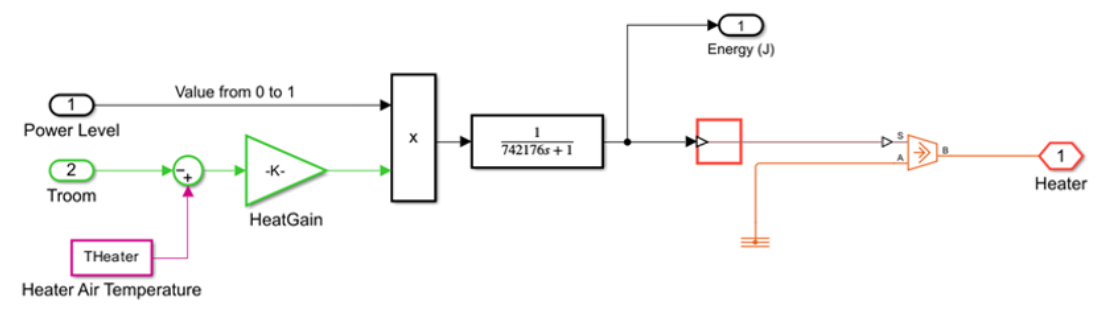 1
Energy (J)
Value from 0 to 1
1
Power Level
x
1
742176s + 1
S
A
B
1
Heater
2
Troom
−
+
-K-
HeatGain
THeater
Heater Air Temperature